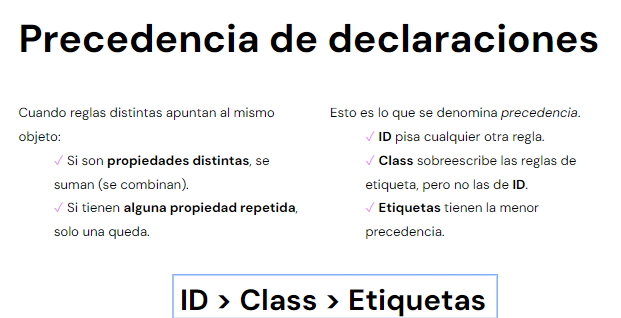 Precedencia de declaraciones
Cuando reglas distintas apuntan al mismo
objeto:
✓ Si son propiedades distintas, se
suman (se combinan).
✓ Si tienen alguna propiedad repetida,
solo una queda.
Esto es lo que se denomina precedencia.
✓ ID pisa cualquier otra regla.
✓ Class sobreescribe las reglas de
etiqueta, pero no las de ID.
✓ Etiquetas tienen la menor
precedencia.
ID > Class > Etiquetas